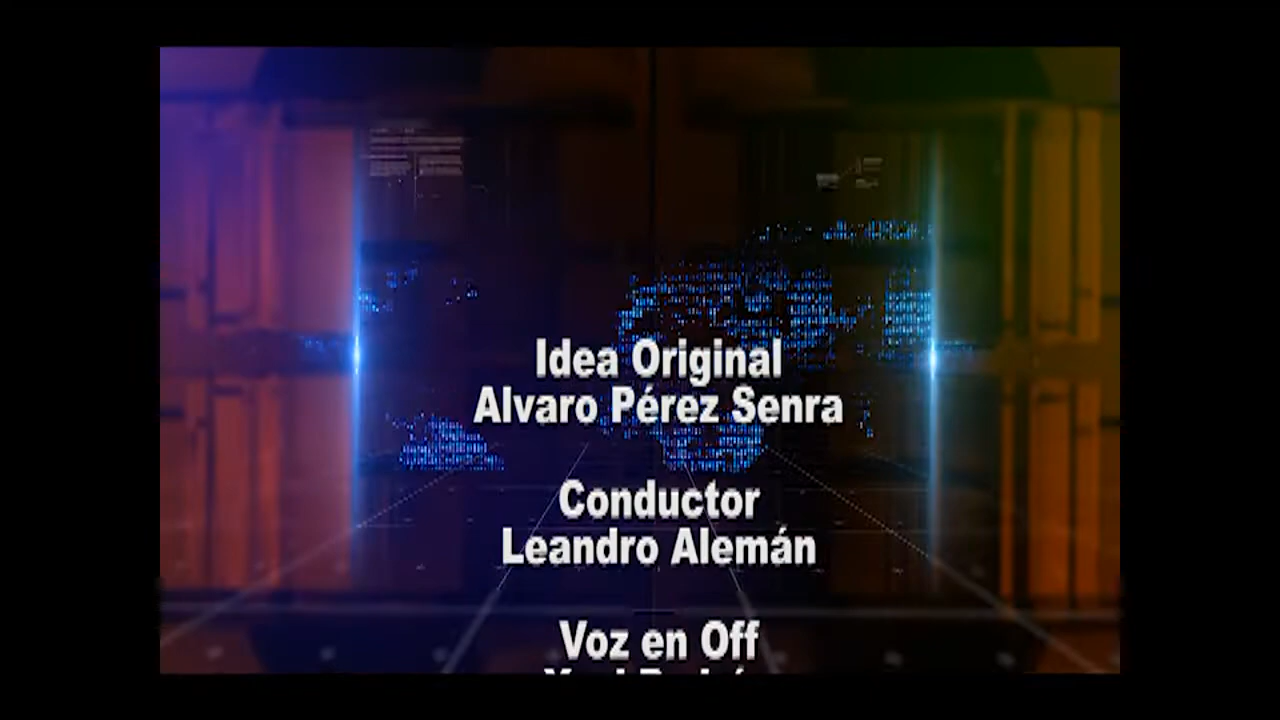 Idea Original
Alvaro Pérez Senra
Conductor
Leandro Alemán
Voz en Off